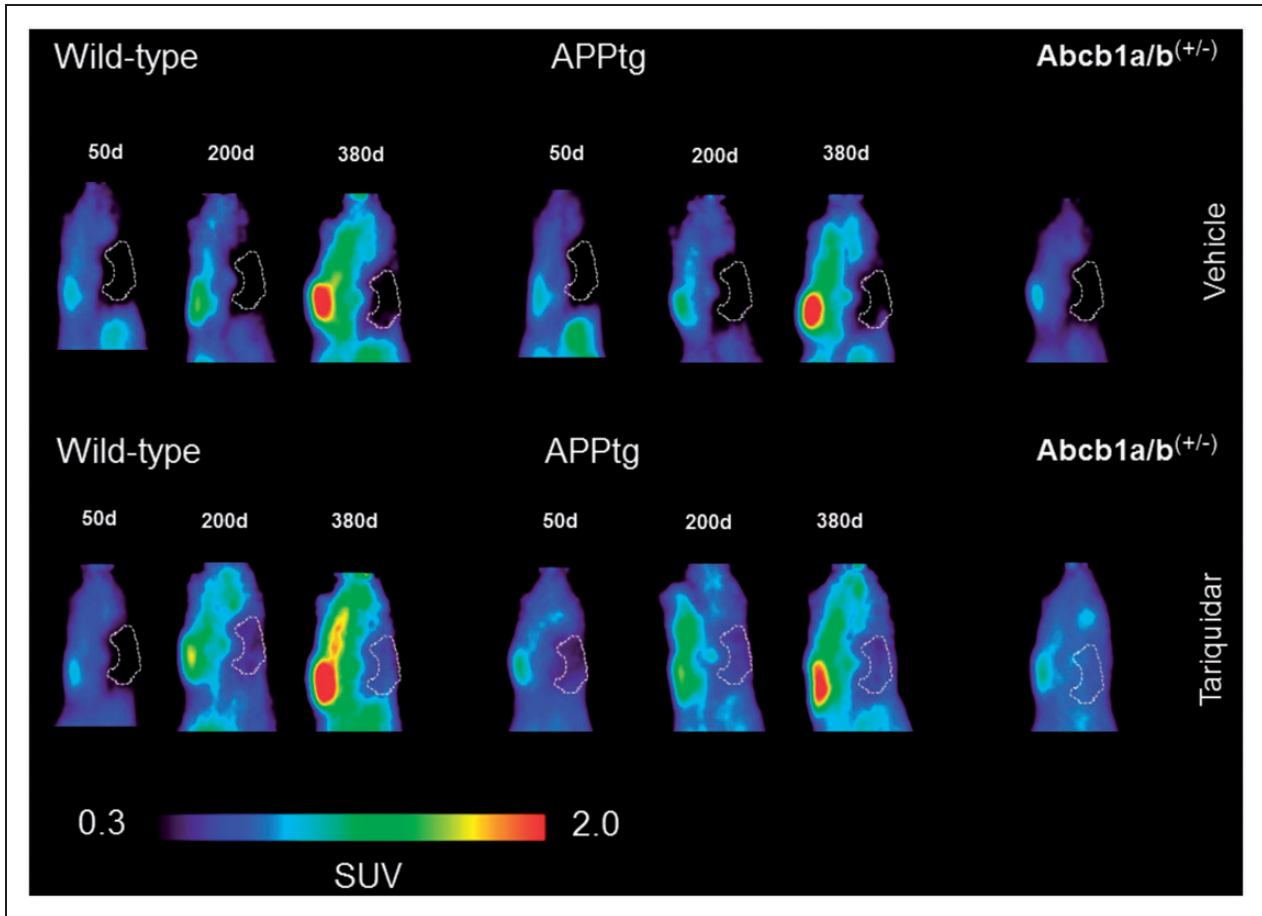 Wild-type APPtg Abcb1a/b(+/-)
50d 200d 380d 50d 200d 380d
Vehicle
Wild-type APPtg Abcb1a/b(+/-)
50d 200d 380d 50d 200d 380d
Tariquidar
0.3 2.0
SUV